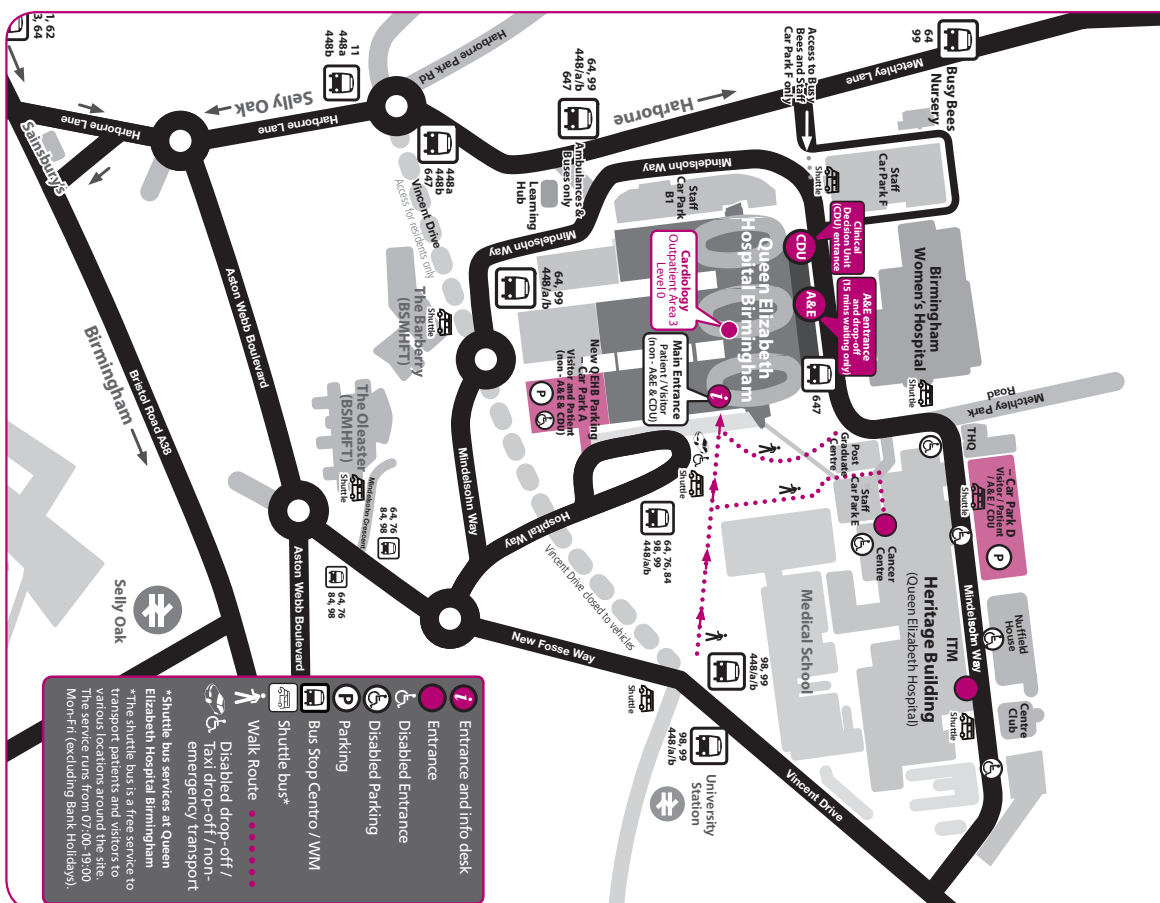 1, 62
3, 64
11
448a
448b
Harborne Park Rd
Selly Oak
Harborne Lane
Harborne Lane
Sainsbury's
64, 99
448/a/b
647
Ambulances &
Buses only
448a
448b
647
Harborne
Metchley Lane
64
99
Busy Bees
Nursery
Access to Busy
Bees and Staff
Car Park F only
Staff
Car Park F
Shuttle
Mindelsohn Way
Learning
Hub
Staff
Car Park
B1
Vincent Drive
Access for residents only
Mindelsohn Way
Mindelsohn Way
64, 99
448/a/b
Queen Elizabeth
Hospital Birmingham
Cardiology
Outpatient Area 3
Level 0
CDU
Clinical
Decision Unit
(CDU) entrance
A&E
A&E entrance
and drop-off
(15 mins waiting only)
Birmingham
Women's Hospital
Shuttle
647
Main Entrance
Patient / Visitor
(non - A&E & CDU)
i
New QEHB Parking
– Car Park A
Visitor and Patient
(non - A&E & CDU)
P
The Barberry
(BSMHFT)
Shuttle
The Oleaster
(BSMHFT)
Shuttle
Mindelsohn Crescent
Aston Webb Boulevard
Birmingham
Bristol Road A38
Mindelsohn Way
Hospital Way
Shuttle
64, 76, 84
98, 99
448/a/b
Vincent Drive closed to vehicles
64, 76
84, 98
64, 76
84, 98
Aston Webb Boulevard
Selly
Oak
New Fosse Way
Metchley Park
Road
THQ
– Car Park D
Visitor / Patient
/ A&E / CDU
Shuttle
P
Post
Graduate
Centre
Staff
Car Park E
Cancer
Centre
Medical School
Heritage Building
(Queen Elizabeth Hospital)
ITM
Mindelsohn Way
Nuffield
House
Centre
Club
Shuttle
98, 99
448/a/b
Shuttle
98, 99
448/a/b
University
Station
Vincent Drive
i Entrance and info desk
Entrance
Disabled Entrance
Disabled Parking
P Parking
Bus Stop Centro / WM
Shuttle bus*
Walk Route
Disabled drop-off /
Taxi drop-off / non-
emergency transport
*Shuttle bus services at Queen
Elizabeth Hospital Birmingham
*The shuttle bus is a free service to
transport patients and visitors to
various locations around the site.
The service runs from 07:00-19:00
Mon-Fri (excluding Bank Holidays).